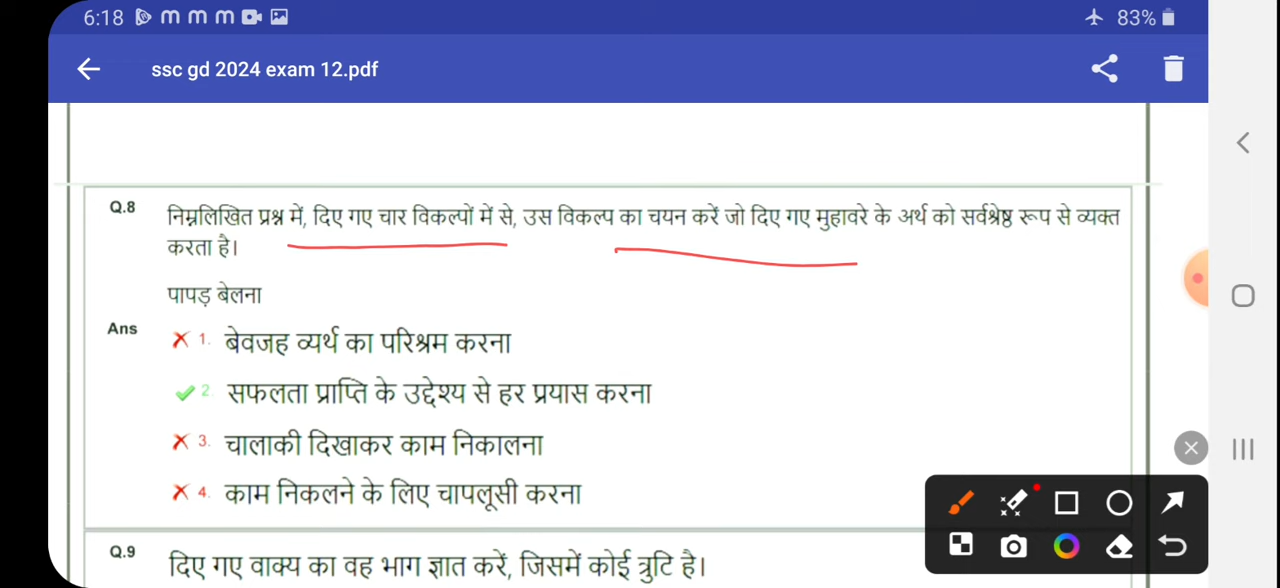 6:18 m m m 83%
ssc gd 2024 exam 12.pdf
Q.8 निम्नलिखित प्रश्न में, दिए गए चार विकल्पों में से, उस विकल्प का चयन करें जो दिए गए मुहावरे के अर्थ को सर्वश्रेष्ठ रूप से व्यक्त
करता है।
पापड़ बेलना
Ans 1. बेवजह व्यर्थ का परिश्रम करना
2. सफलता प्राप्ति के उद्देश्य से हर प्रयास करना
3. चालाकी दिखाकर काम निकालना
4. काम निकलने के लिए चापलूसी करना
Q.9 दिए गए वाक्य का वह भाग ज्ञात करें, जिसमें कोई त्रुटि है।